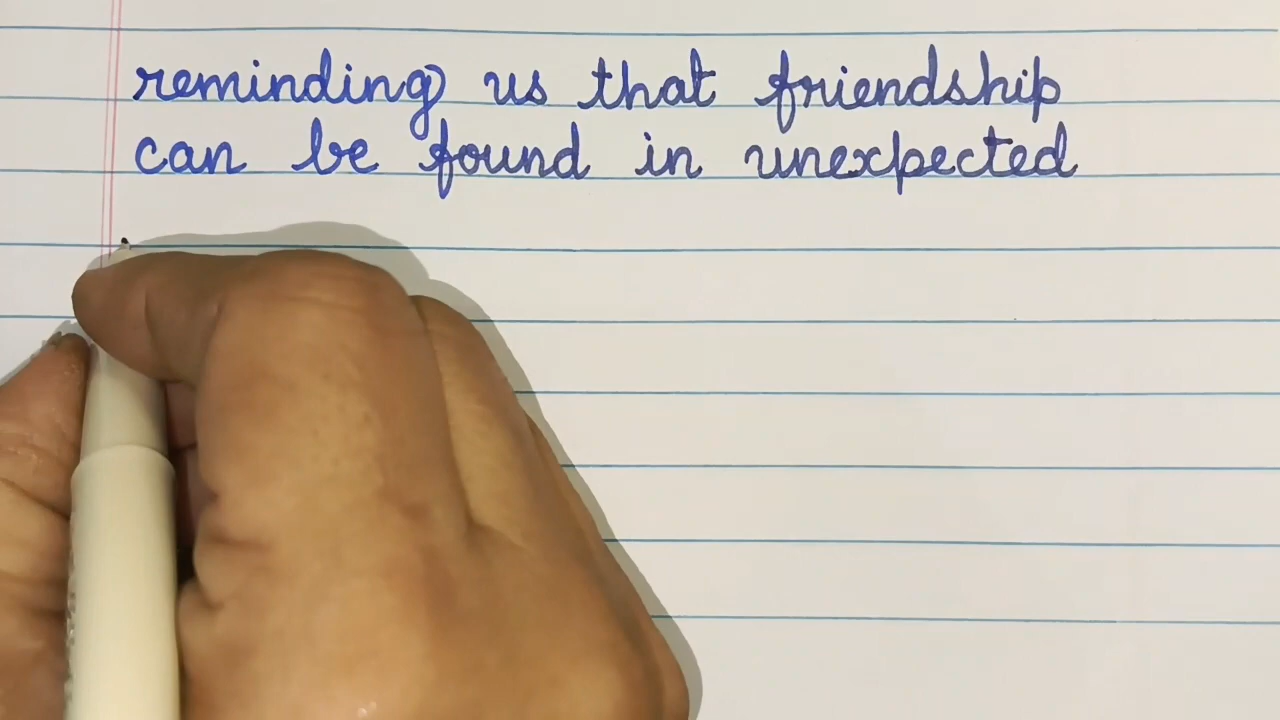 reminding us that friendship
can be found in unexpected